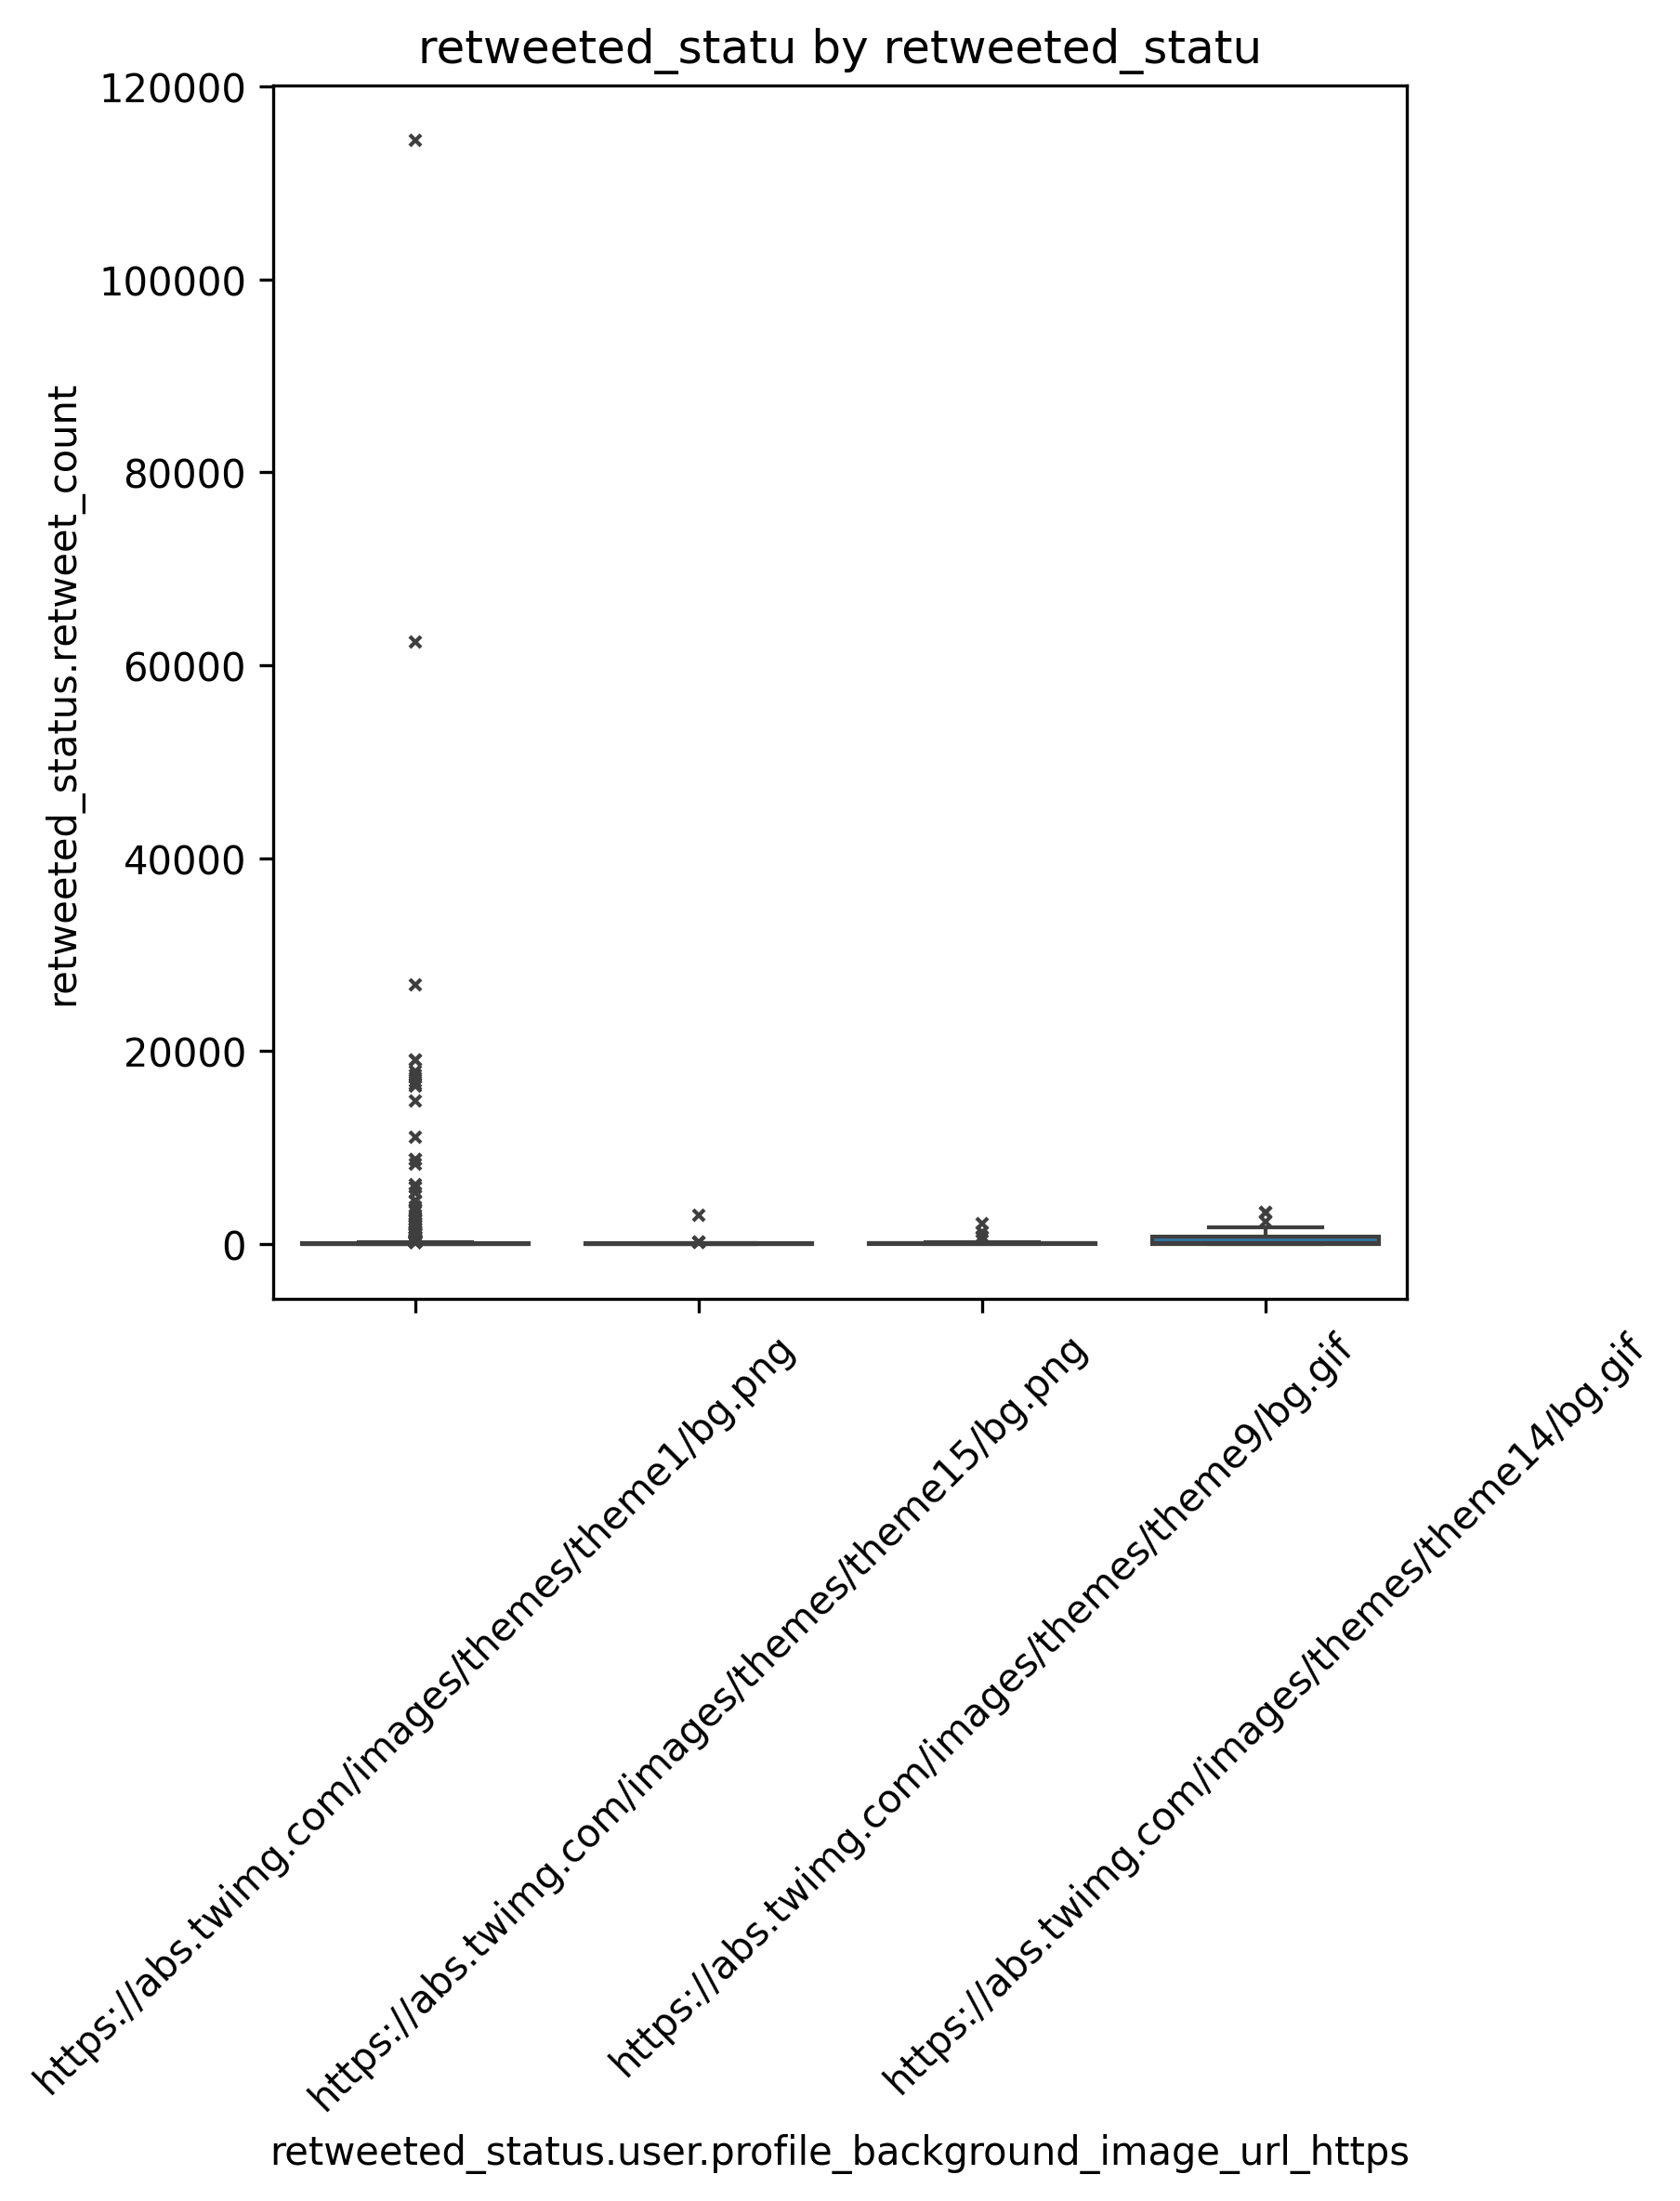 retweeted_statu by retweeted_statu
120000
100000
80000
60000
40000
20000
0
retweeted_status.retweet_count
https://abs.twimg.com/images/themes/theme1/bg.png
https://abs.twimg.com/images/themes/theme15/bg.png
https://abs.twimg.com/images/themes/theme9/bg.gif
https://abs.twimg.com/images/themes/theme14/bg.gif
retweeted_status.user.profile_background_image_url_https